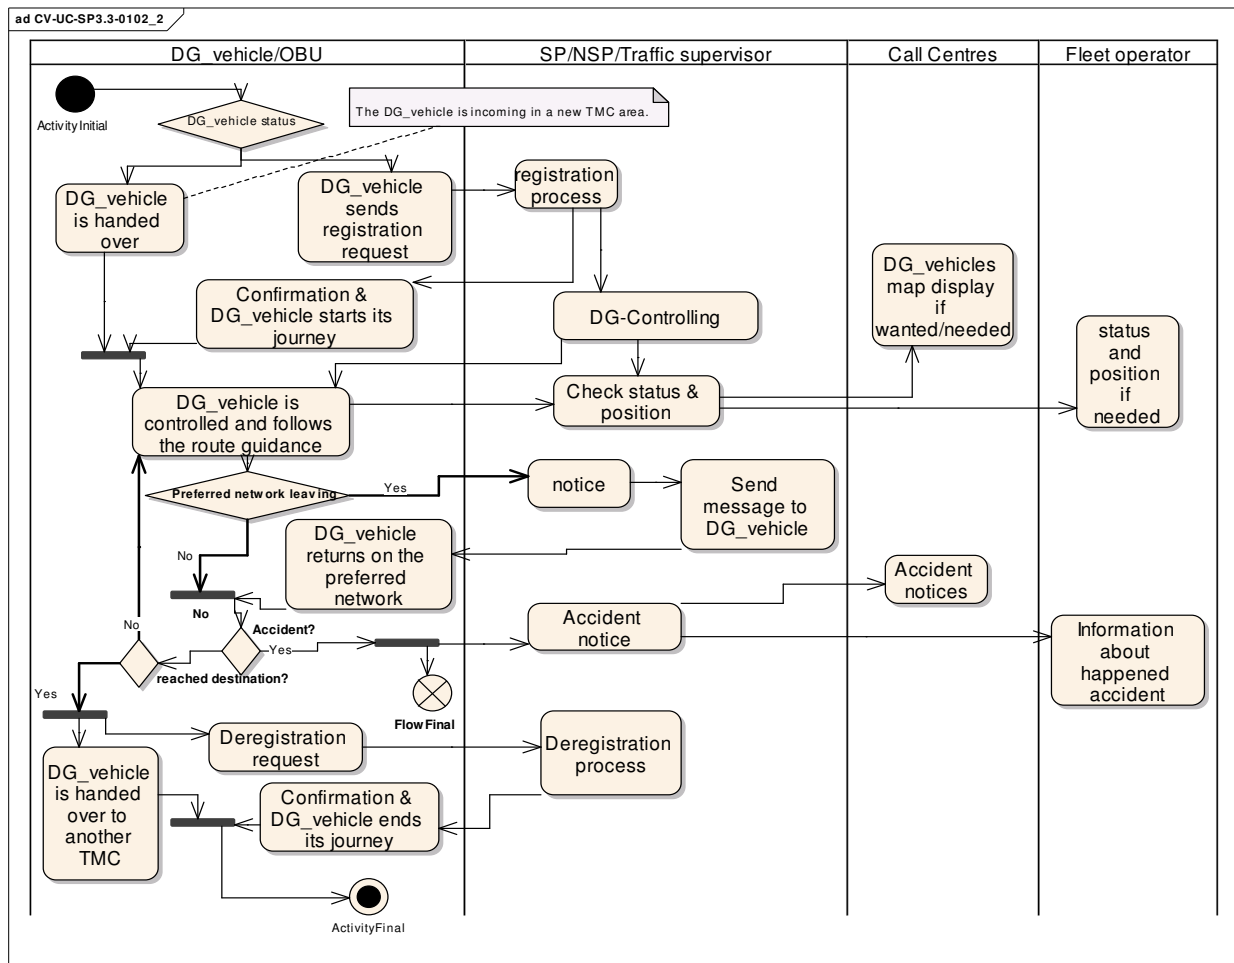 ad CV-UC-SP3.3-0102_2
DG_vehicle/OBU
SP/NSP/Traffic supervisor
Call Centres
Fleet operator
ActivityInitial
DG_vehicle status
The DG_vehicle is incoming in a new TMC area.
DG_vehicle
is handed
over
DG_vehicle
sends
registration
request
registration
process
Confirmation &
DG_vehicle starts its
journey
DG-Controlling
DG_vehicles
map display
if
wanted/needed
status
and
position
if
needed
DG_vehicle is
controlled and follows
the route guidance
Check status &
position
Preferred network leaving
Yes
notice
Send
message to
DG_vehicle
No
DG_vehicle
returns on the
preferred
network
No
Accident
notices
Accident?
Yes
Accident
notice
Information
about
happened
accident
No
reached destination?
Yes
FlowFinal
Deregistration
request
Deregistration
process
DG_vehicle
is handed
over to
another
TMC
Confirmation &
DG_vehicle ends
its journey
ActivityFinal